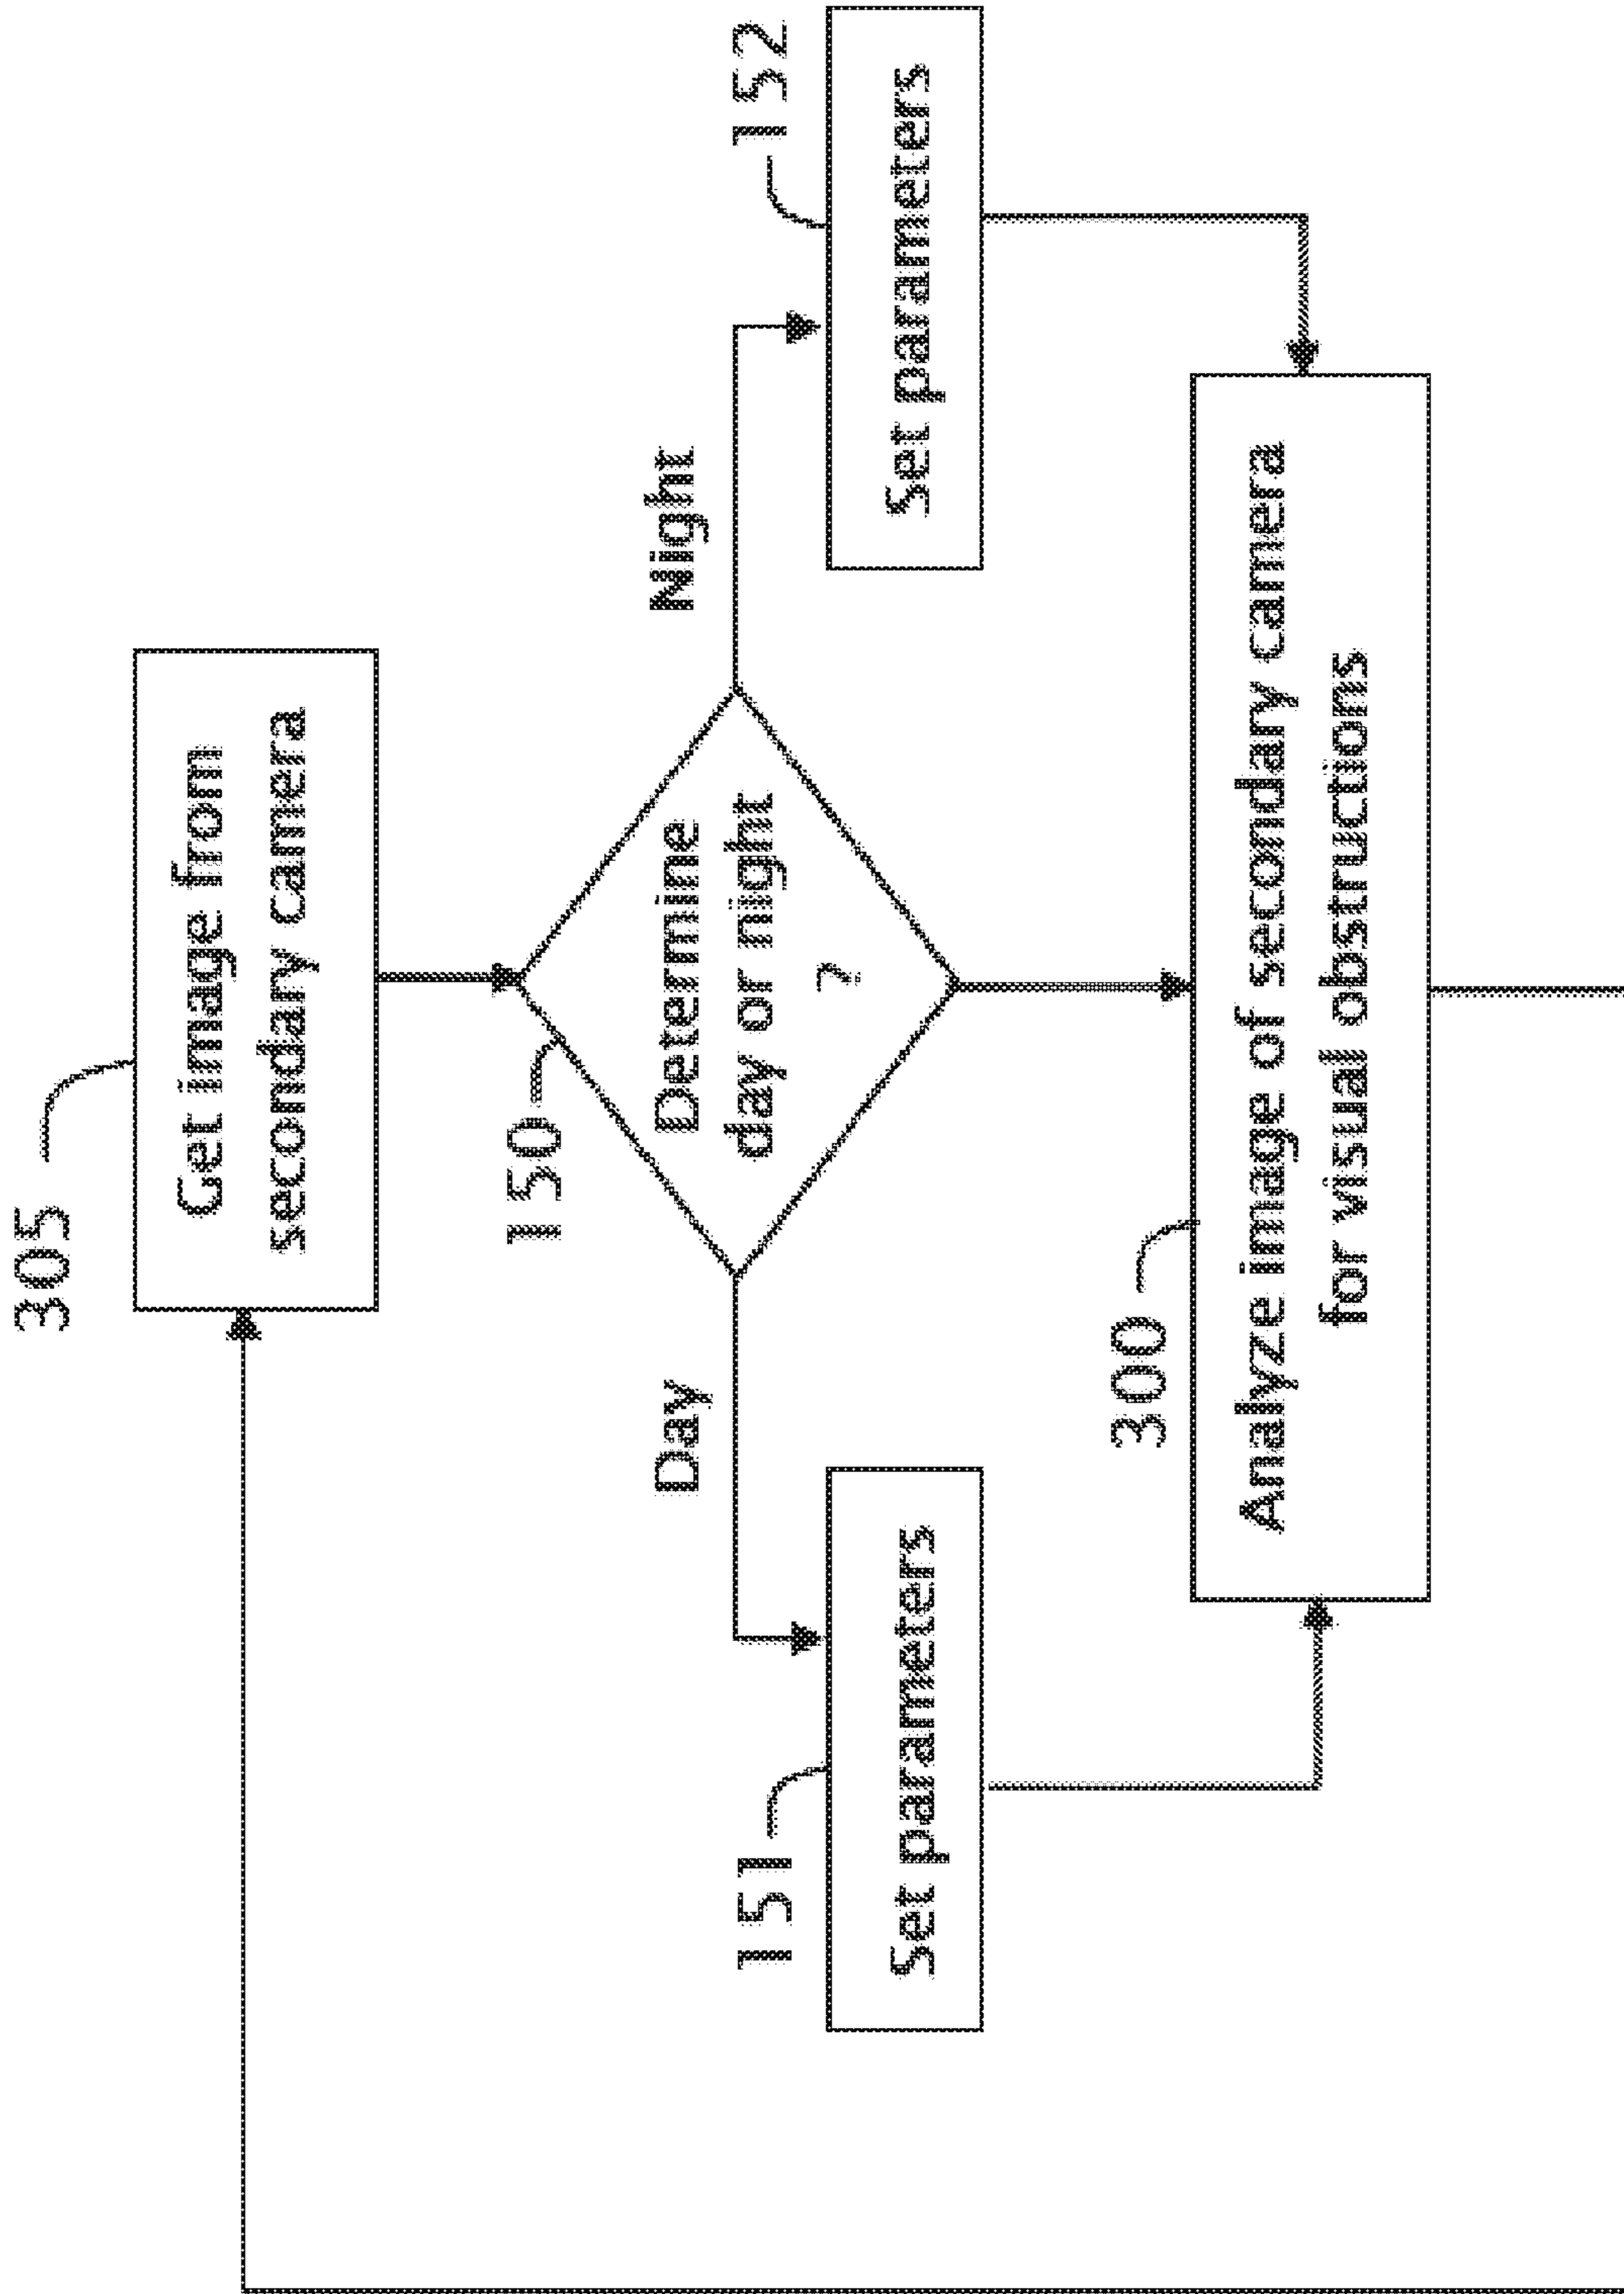 305
Get image from
secondary camera
150
Determine
day or night
?
Day
Night
151
Set parameters
152
Set parameters
300
Analyze image of secondary camera
for visual obstructions